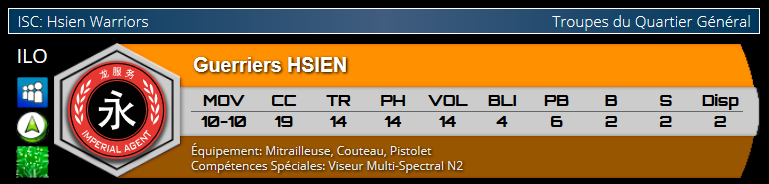 ISC: Hsien Warriors Troupes du Quartier Général
ILO
龙服务
永
IMPERIAL AGENT
Guerriers HSIEN
MOV CC TR PH VOL BLI PB B S Disp
10-10 19 14 14 14 4 6 2 2 2
Équipement: Mitrailleuse, Couteau, Pistolet
Compétences Spéciales: Viseur Multi-Spectral N2